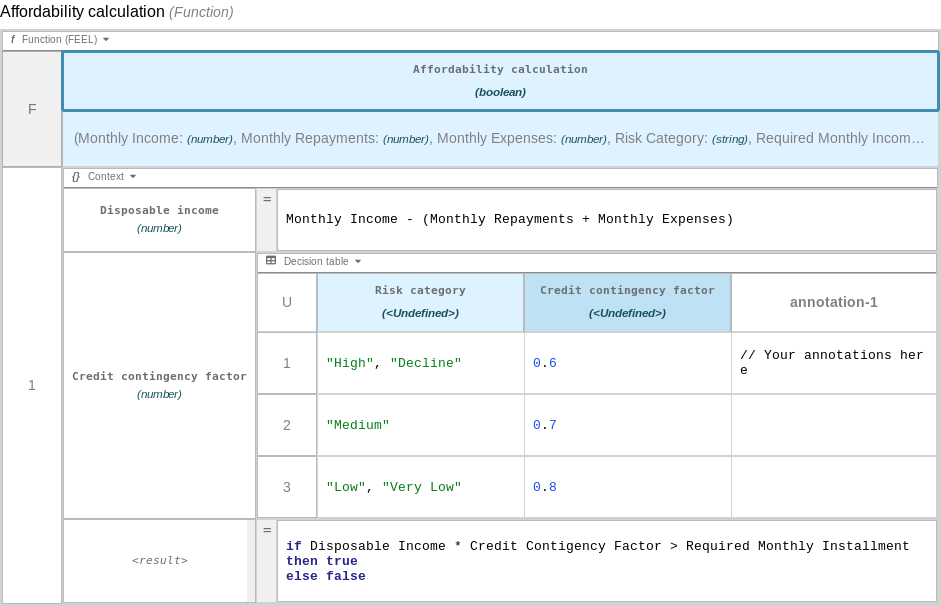 Affordability calculation (Function)
f Function (FEEL)
F
Affordability calculation
(boolean)
(Monthly Income: (number), Monthly Repayments: (number), Monthly Expenses: (number), Risk Category: (string), Required Monthly Incom…
1
{} Context
Disposable income
(number)
=
Monthly Income - (Monthly Repayments + Monthly Expenses)
Credit contingency factor
(number)
Decision table
U
Risk category
(<Undefined>)
Credit contingency factor
(<Undefined>)
annotation-1
1
"High", "Decline"
0.6
// Your annotations her
e
2
"Medium"
0.7
3
"Low", "Very Low"
0.8
<result>
=
if Disposable Income * Credit Contigency Factor > Required Monthly Installment
then true
else false